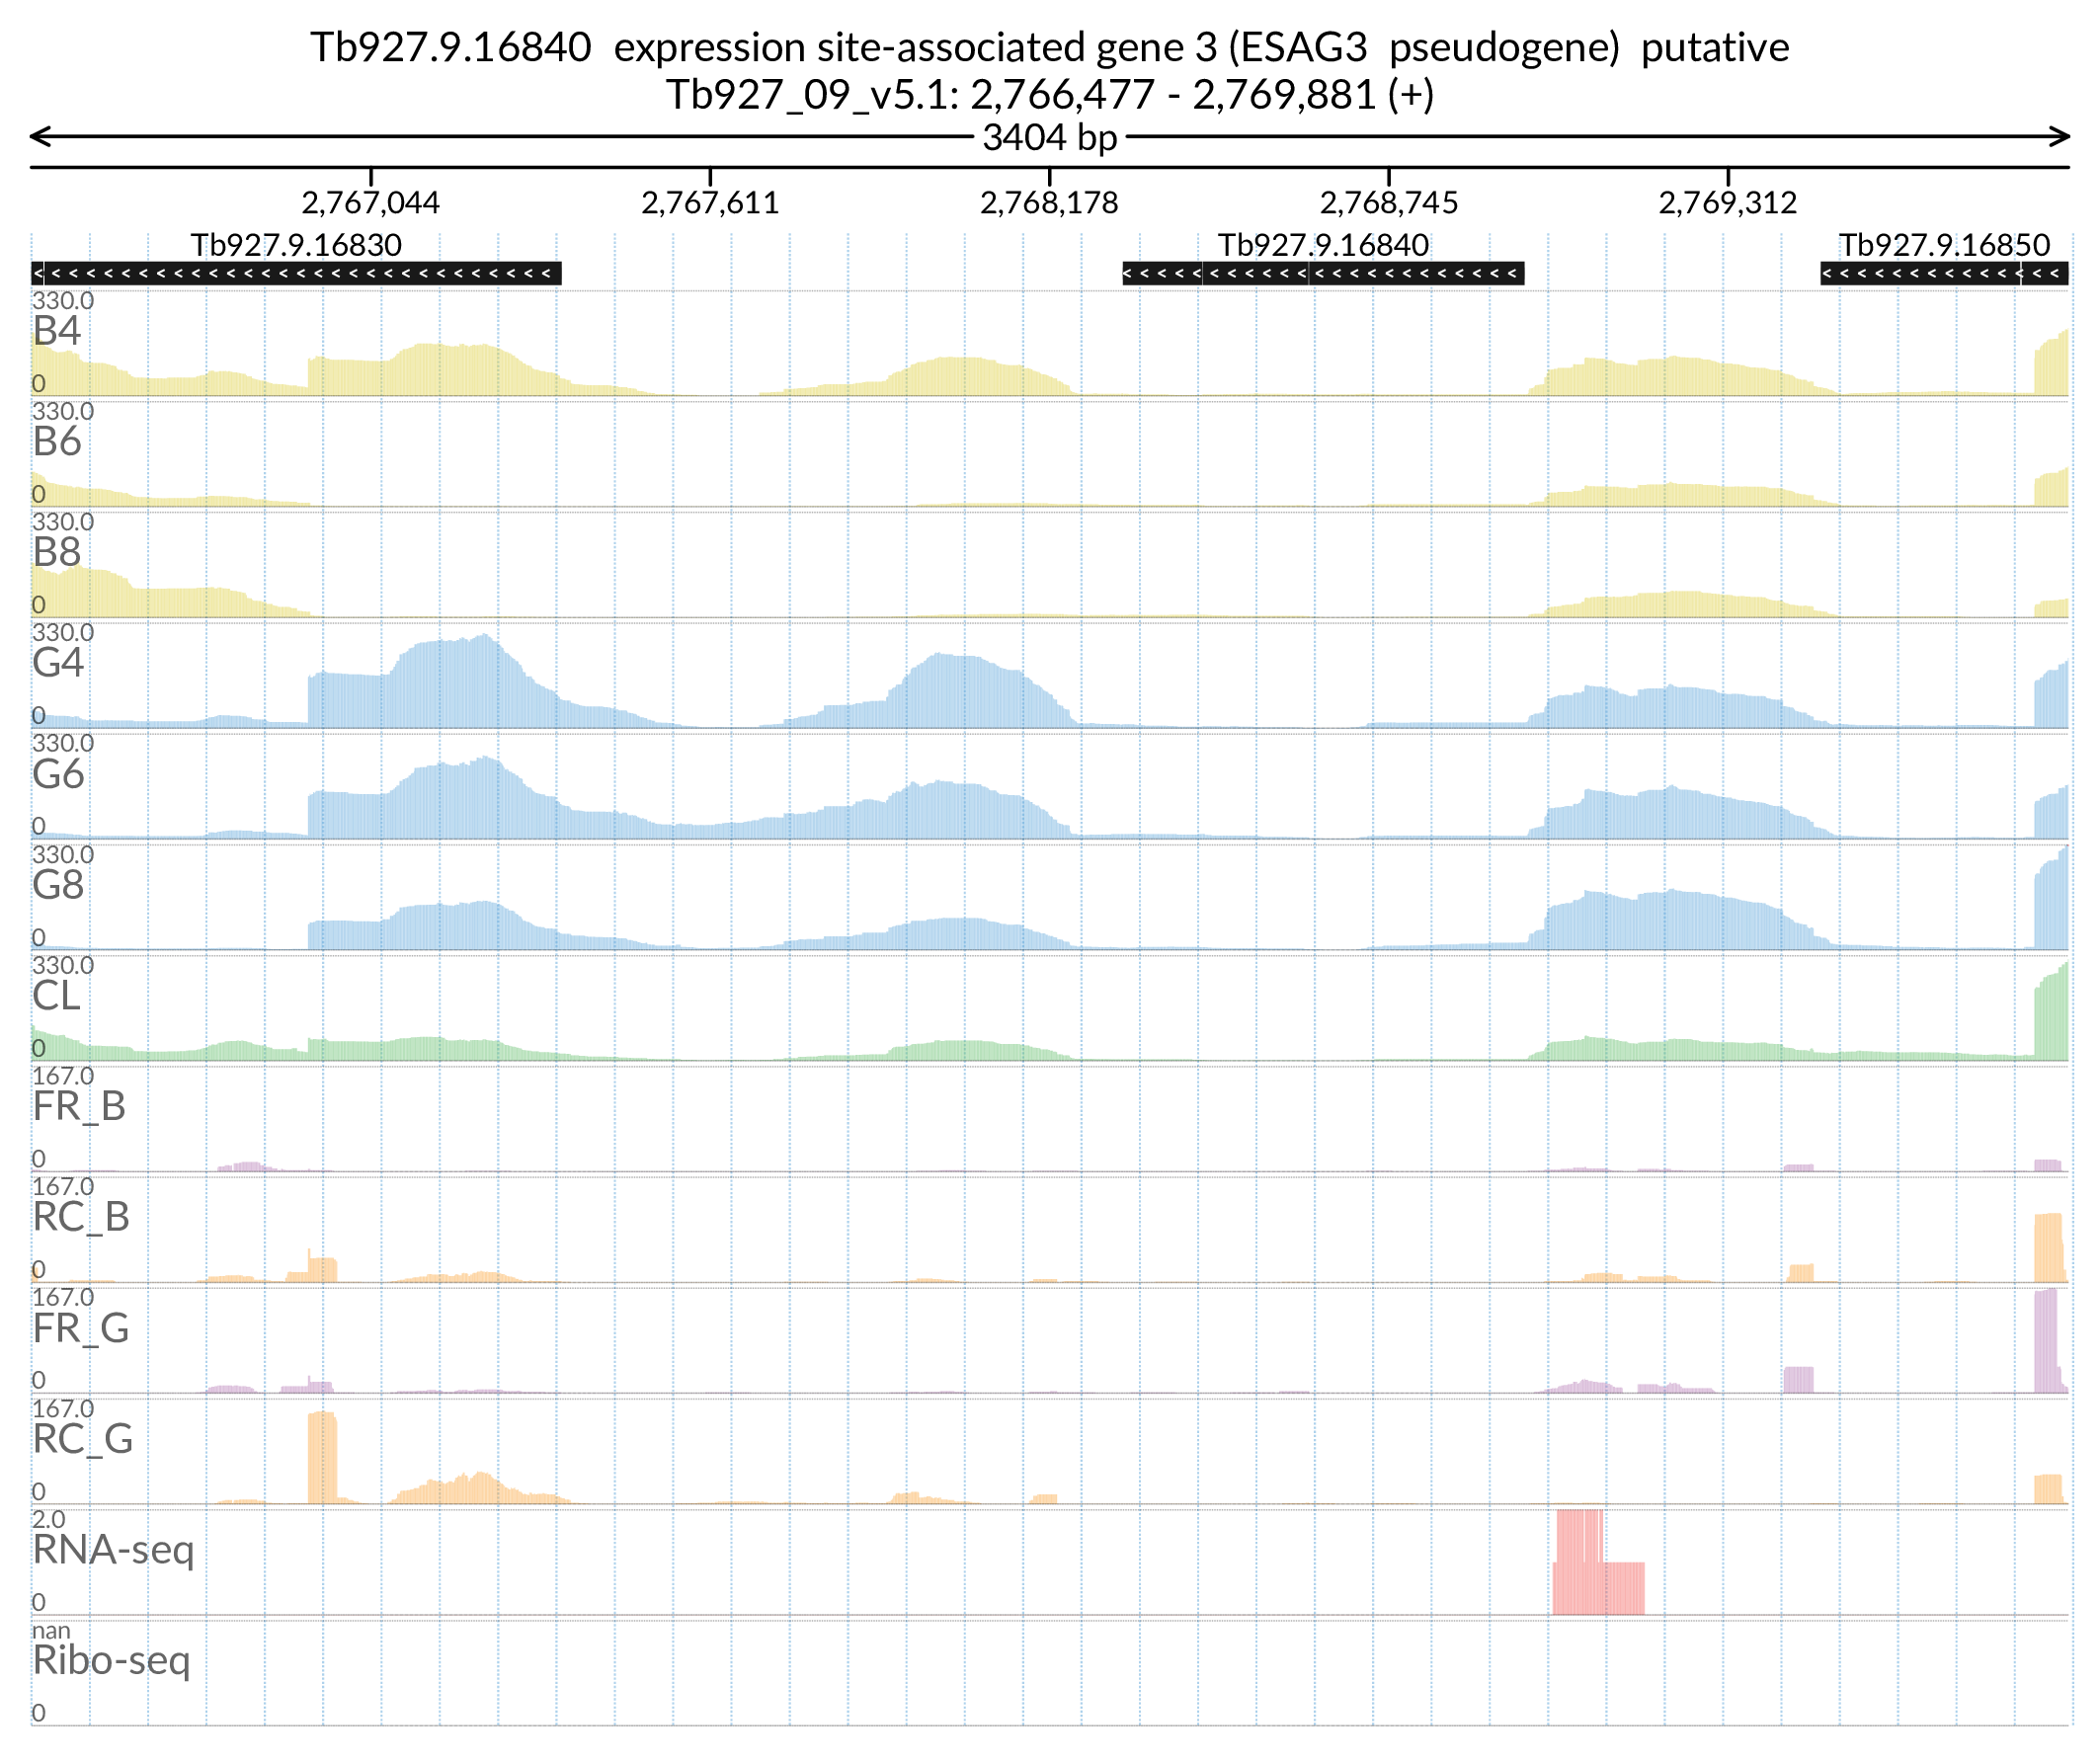 Tb927.9.16840 expression site-associated gene 3 (ESAG3 pseudogene) putative
Tb927_09_v5.1: 2,766,477 - 2,769,881 (+)
3404 bp
2,767,044 2,767,611 2,768,178 2,768,745 2,769,312
Tb927.9.16830 Tb927.9.16840 Tb927.9.16850
330.0
B4
0
330.0
B6
0
330.0
B8
0
330.0
G4
0
330.0
G6
0
330.0
G8
0
330.0
CL
0
167.0
FR_B
0
167.0
RC_B
0
167.0
FR_G
0
167.0
RC_G
0
2.0
RNA-seq
0
nan
Ribo-seq
0